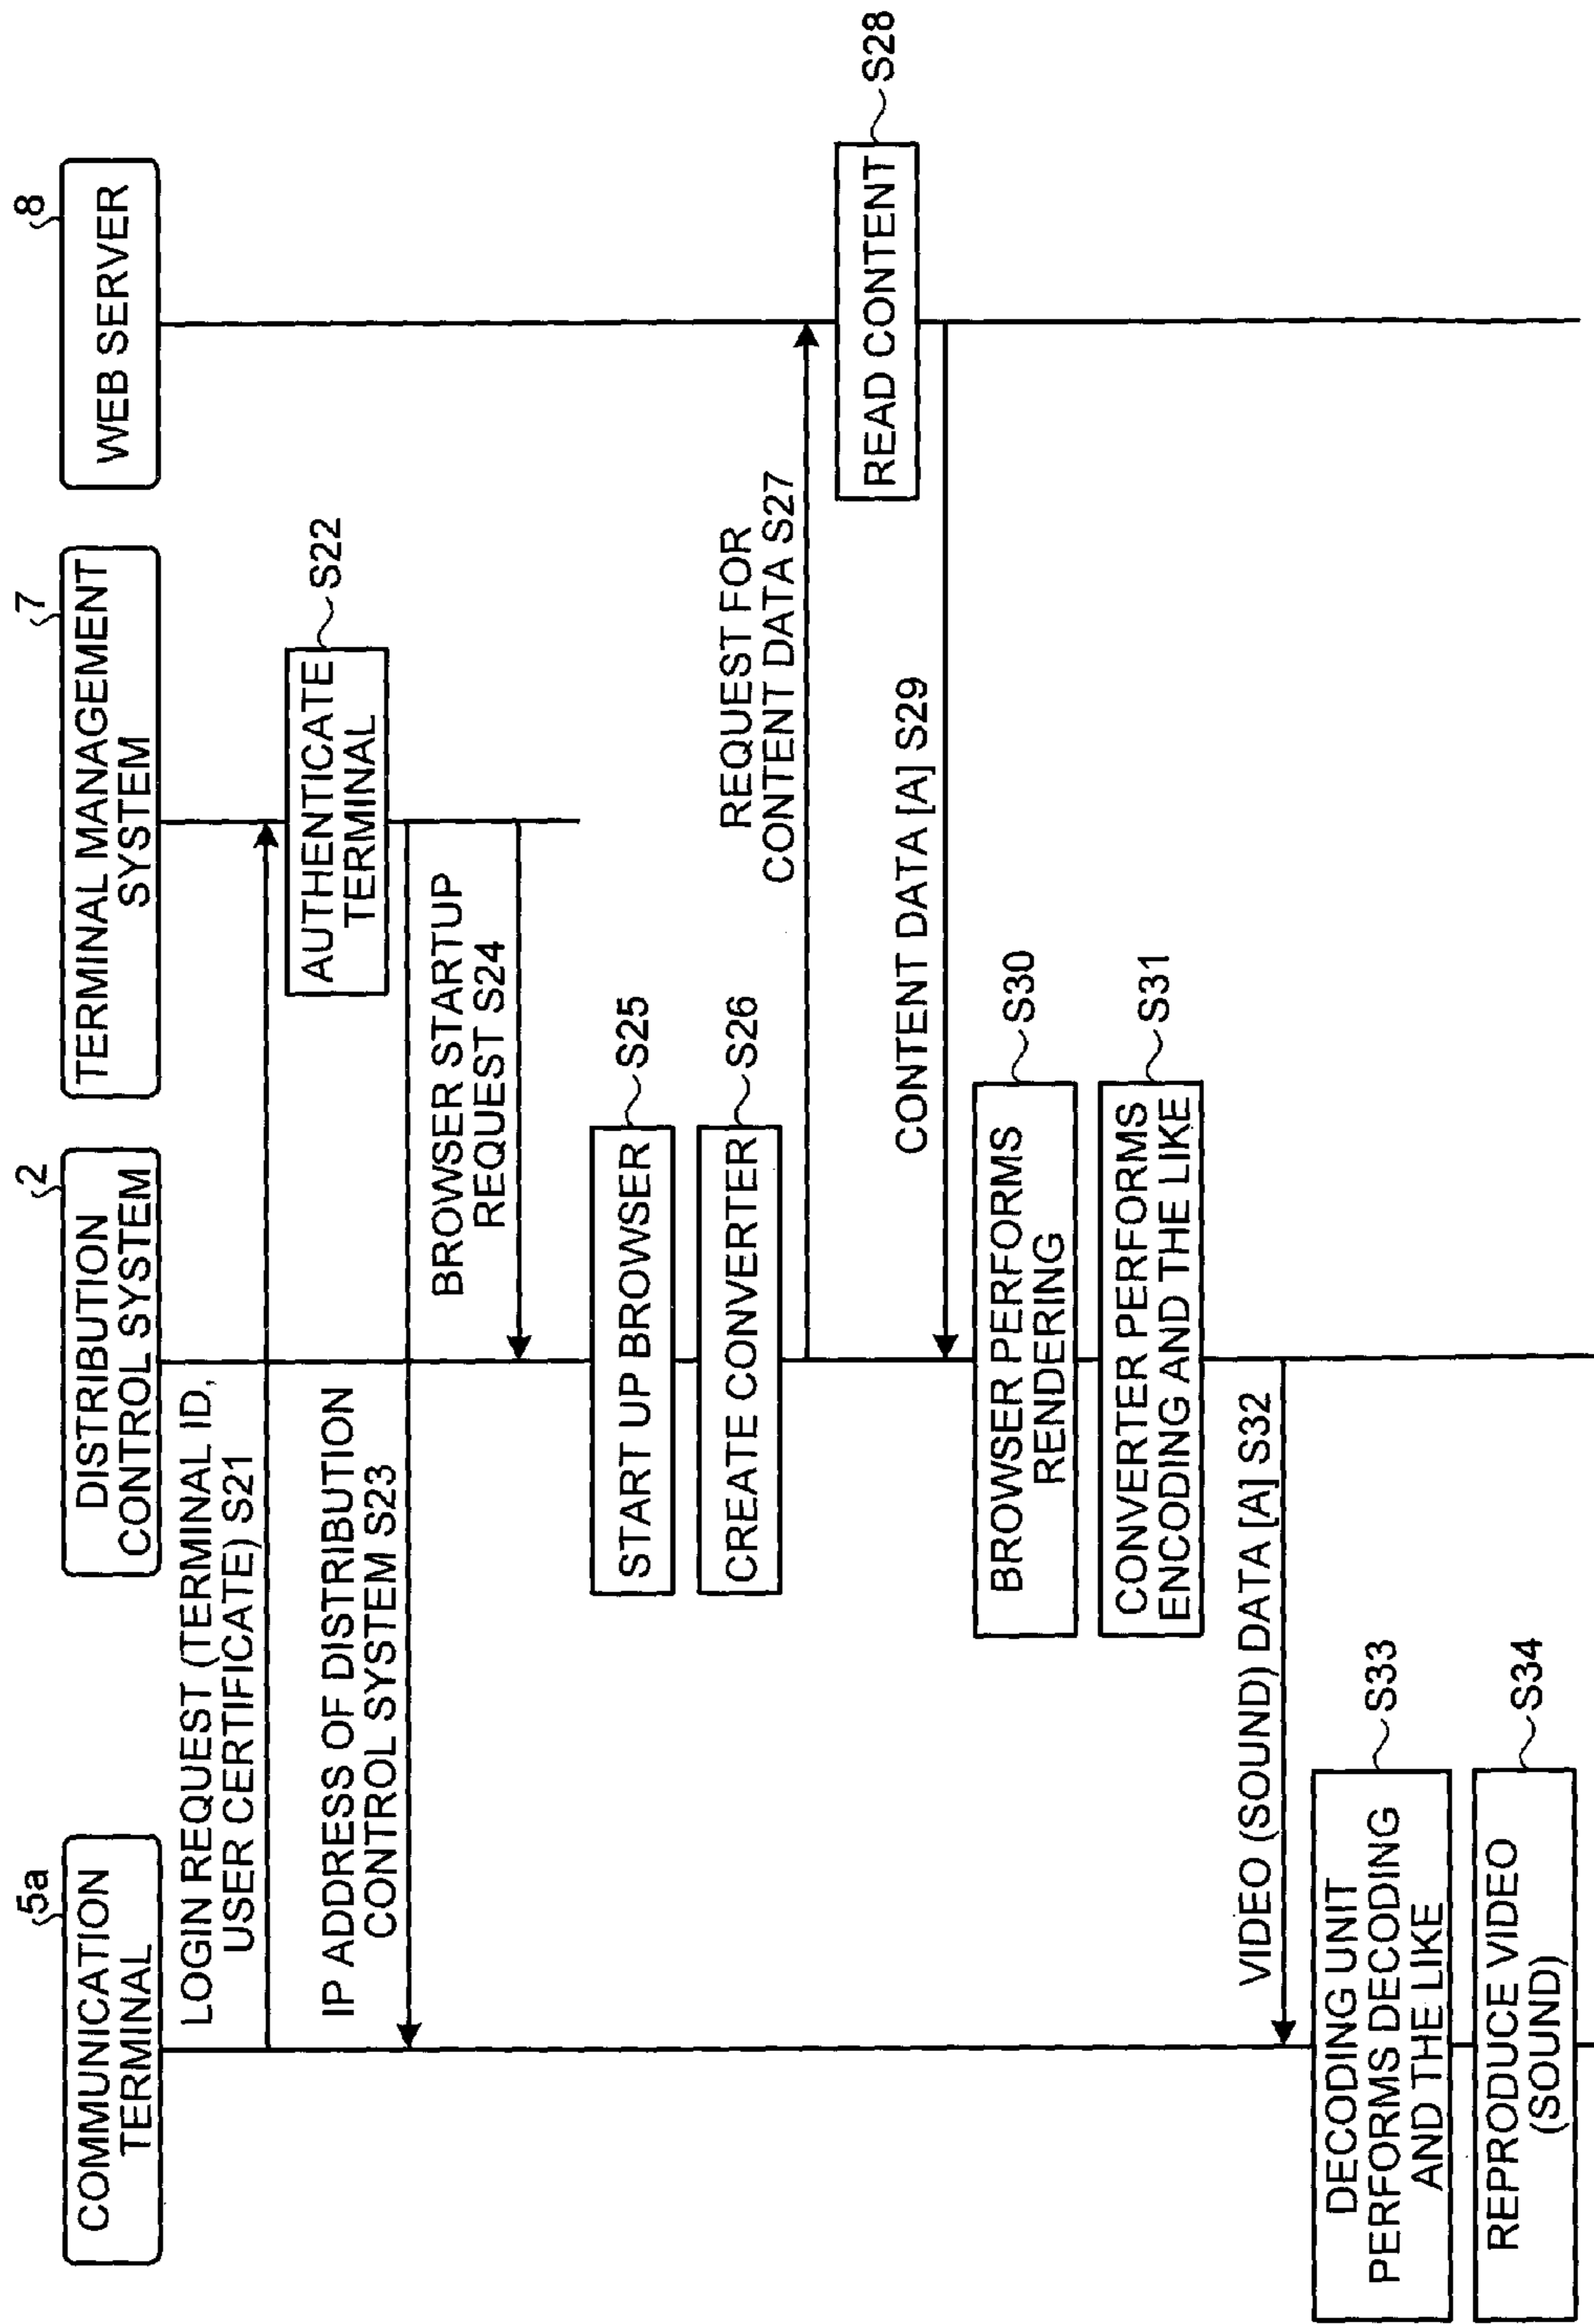 5a
COMMUNICATION
TERMINAL
2
DISTRIBUTION
CONTROL SYSTEM
7
TERMINAL MANAGEMENT
SYSTEM
8
WEB SERVER
LOGIN REQUEST (TERMINAL ID,
USER CERTIFICATE) S21
AUTHENTICATE
TERMINAL
S22
IP ADDRESS OF DISTRIBUTION
CONTROL SYSTEM S23
BROWSER STARTUP
REQUEST S24
START UP BROWSER
S25
CREATE CONVERTER
S26
REQUEST FOR
CONTENT DATA S27
READ CONTENT
S28
CONTENT DATA [A] S29
BROWSER PERFORMS
RENDERING
S30
CONVERTER PERFORMS
ENCODING AND THE LIKE
S31
VIDEO (SOUND) DATA [A] S32
DECODING UNIT
PERFORMS DECODING
AND THE LIKE
S33
REPRODUCE VIDEO
(SOUND)
S34